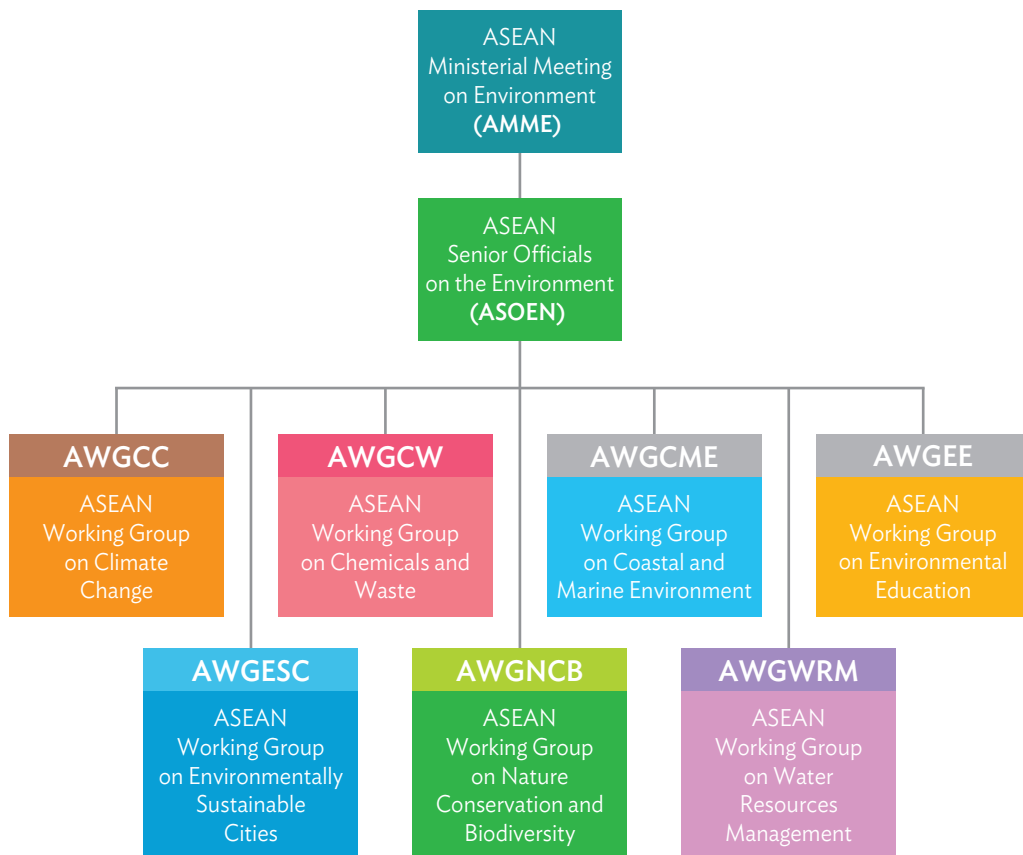 ASEAN
Ministerial Meeting
on Environment
(AMME)
ASEAN
Senior Officials
on the Environment
(ASOEN)
AWGCC
ASEAN
Working Group
on Climate
Change
AWGCW
ASEAN
Working Group
on Chemicals and
Waste
AWGCME
ASEAN
Working Group
on Coastal and
Marine Environment
AWGEE
ASEAN
Working Group
on Environmental
Education
AWGESC
ASEAN
Working Group
on Environmentally
Sustainable
Cities
AWGNCB
ASEAN
Working Group
on Nature
Conservation and
Biodiversity
AWGWRM
ASEAN
Working Group
on Water
Resources
Management